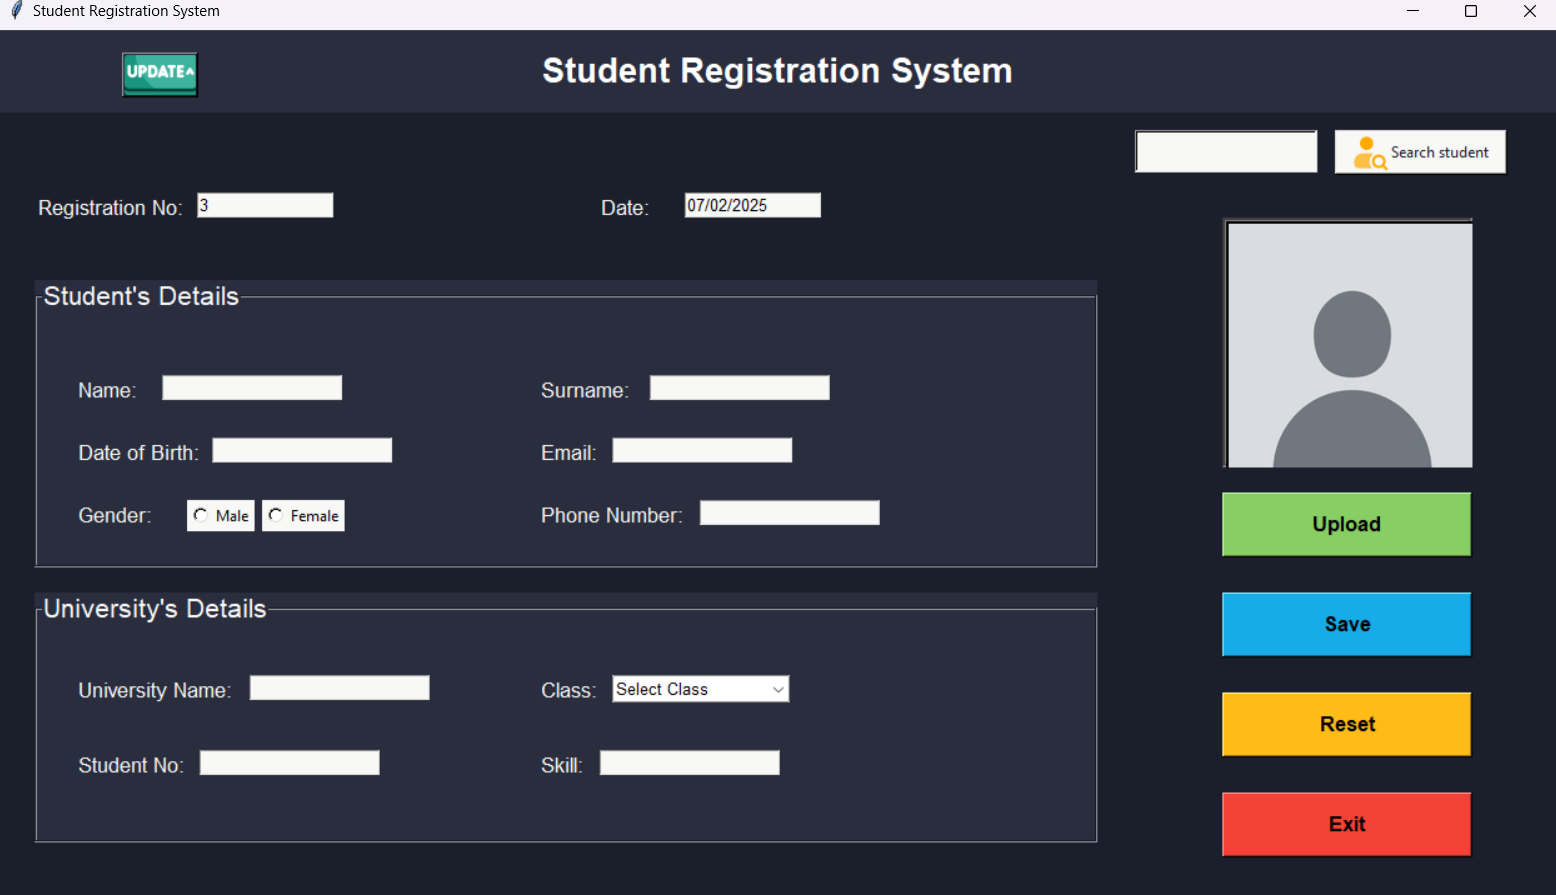 Student Registration System
UPDATE^
Student Registration System
Search student
Registration No: 3
Date: 07/02/2025
Student's Details
Name:
Surname:
Date of Birth:
Email:
Gender: Male Female
Phone Number:
Upload
University's Details
Save
University Name:
Class: Select Class
Reset
Student No:
Skill:
Exit